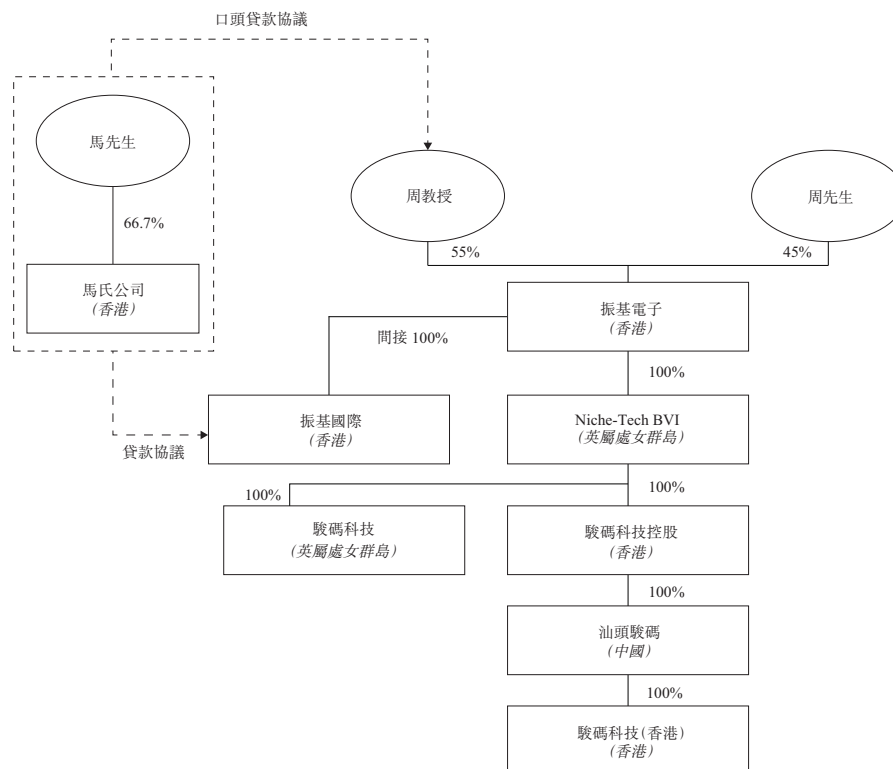 口頭貸款協議
馬先生
66.7%
馬氏公司
(香港)
周教授
周先生
55%
45%
振基電子
(香港)
間接 100%
100%
振基國際
(香港)
Niche-Tech BVI
(英屬處女群島)
貸款協議
100%
100%
駿碼科技
(英屬處女群島)
駿碼科技控股
(香港)
100%
汕頭駿碼
(中國)
100%
駿碼科技(香港)
(香港)